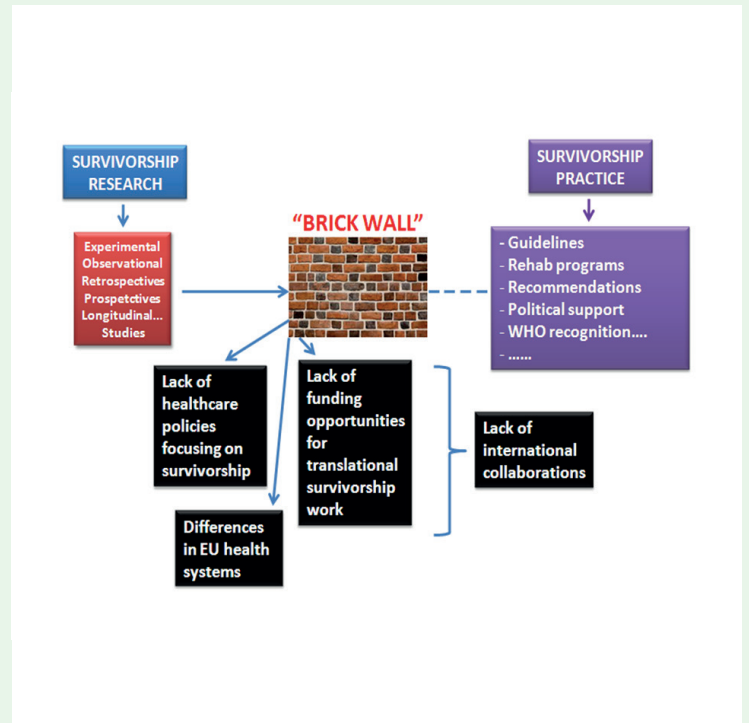 SURVIVORSHIP
RESEARCH
Experimental
Observational
Retrospectives
Prospetctives
Longitudinal...
Studies
"BRICK WALL"
SURVIVORSHIP
PRACTICE
- Guidelines
- Rehab programs
- Recommendations
- Political support
- WHO recognition....
- ......
Lack of
healthcare
policies
focusing on
survivorship
Lack of
funding
opportunities
for
translational
survivorship
work
Differences
in EU health
systems
Lack of
international
collaborations